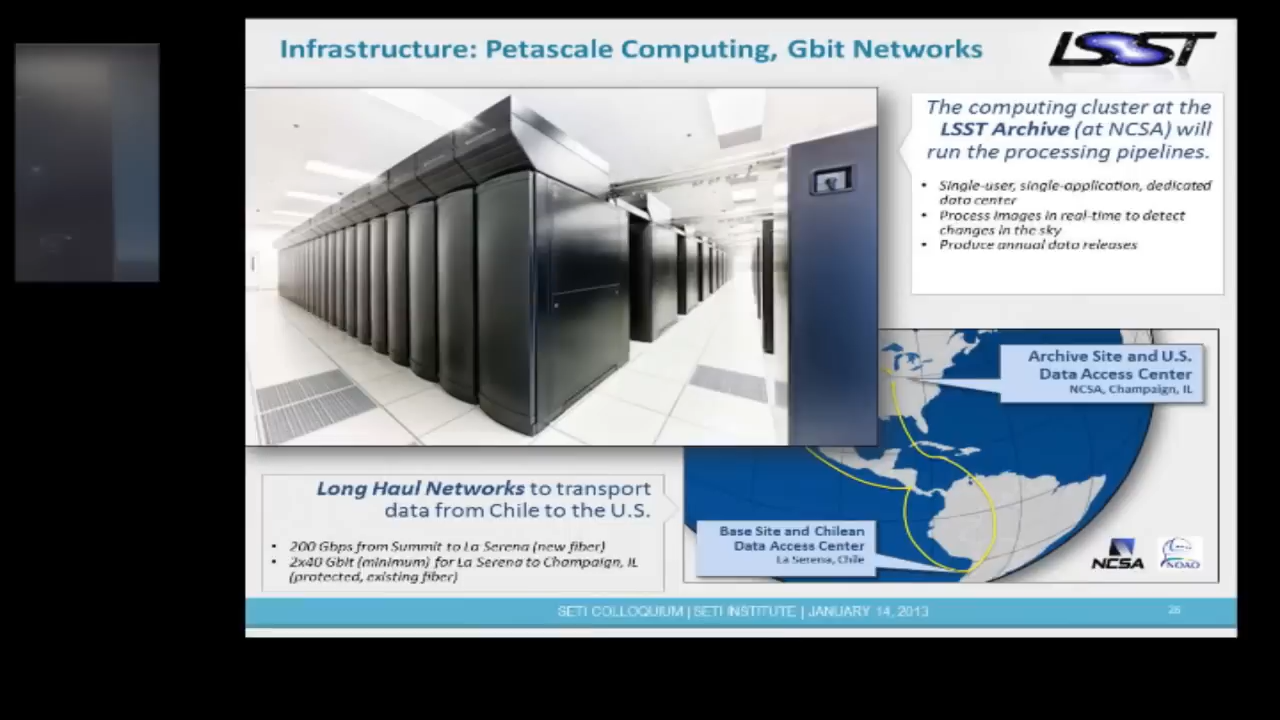 Infrastructure: Petascale Computing, Gbit Networks
LSST
The computing cluster at the
LSST Archive (at NCSA) will
run the processing pipelines.
• Single-user, single-application, dedicated
data center
• Process images in real-time to detect
changes in the sky
• Produce annual data releases
Archive Site and U.S.
Data Access Center
NCSA, Champaign, IL
Long Haul Networks to transport
data from Chile to the U.S.
• 200 Gbps from Summit to La Serena (new fiber)
• 2x40 Gbit (minimum) for La Serena to Champaign, IL
(protected, existing fiber)
Base Site and Chilean
Data Access Center
La Serena, Chile
NCSA
NOAO
SETI COLLOQUIUM | SETI INSTITUTE | JANUARY 14, 2013